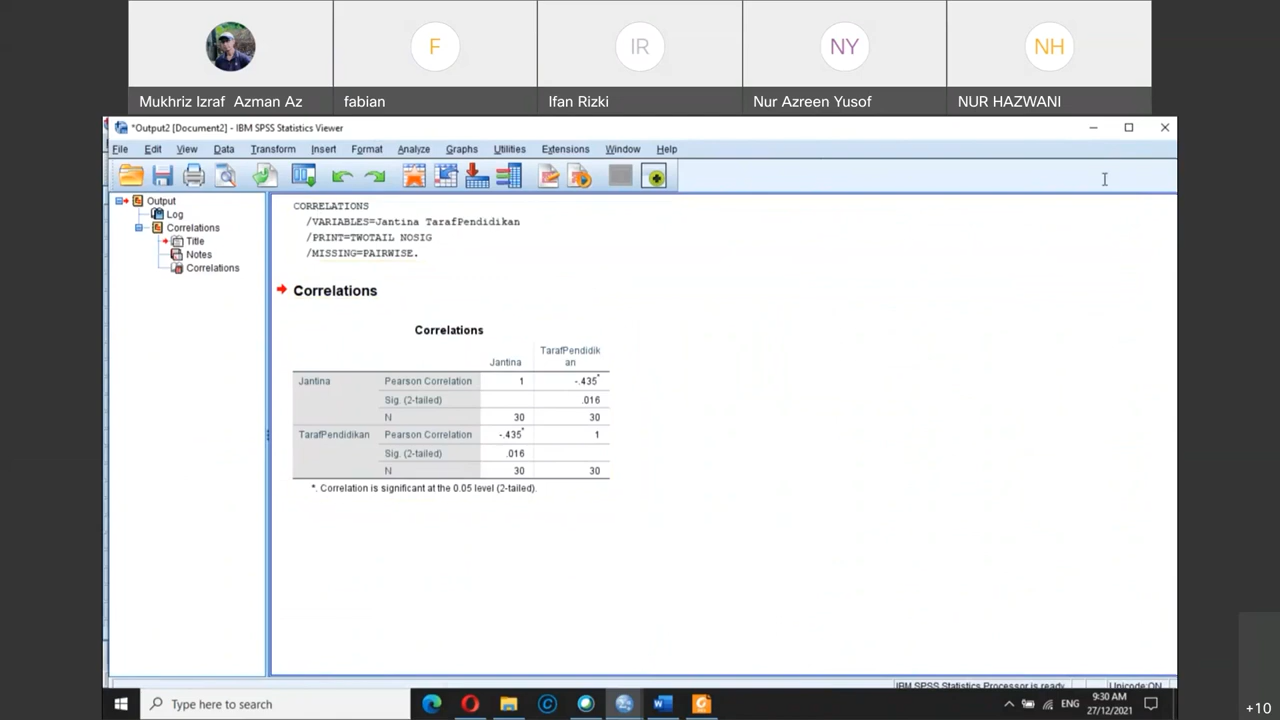 F
IR
NY
NH
Mukhriz Izraf Azman Az
fabian
Ifan Rizki
Nur Azreen Yusof
NUR HAZWANI
*Output2 [Document2] - IBM SPSS Statistics Viewer
File Edit View Data Transform Insert Format Analyze Graphs Utilities Extensions Window Help
Output
Log
Correlations
Title
Notes
Correlations
CORRELATIONS
/VARIABLES=Jantina TarafPendidikan
/PRINT=TWOTAIL NOSIG
/MISSING=PAIRWISE.
Correlations
Correlations
Jantina TarafPendidik
an
Jantina Pearson Correlation 1 -.435*
Sig. (2-tailed) .016
N 30 30
TarafPendidikan Pearson Correlation -.435* 1
Sig. (2-tailed) .016
N 30 30
*. Correlation is significant at the 0.05 level (2-tailed).
IBM SPSS Statistics Processor is ready Unicode:ON
Type here to search
ENG
9:30 AM
27/12/2021
+10